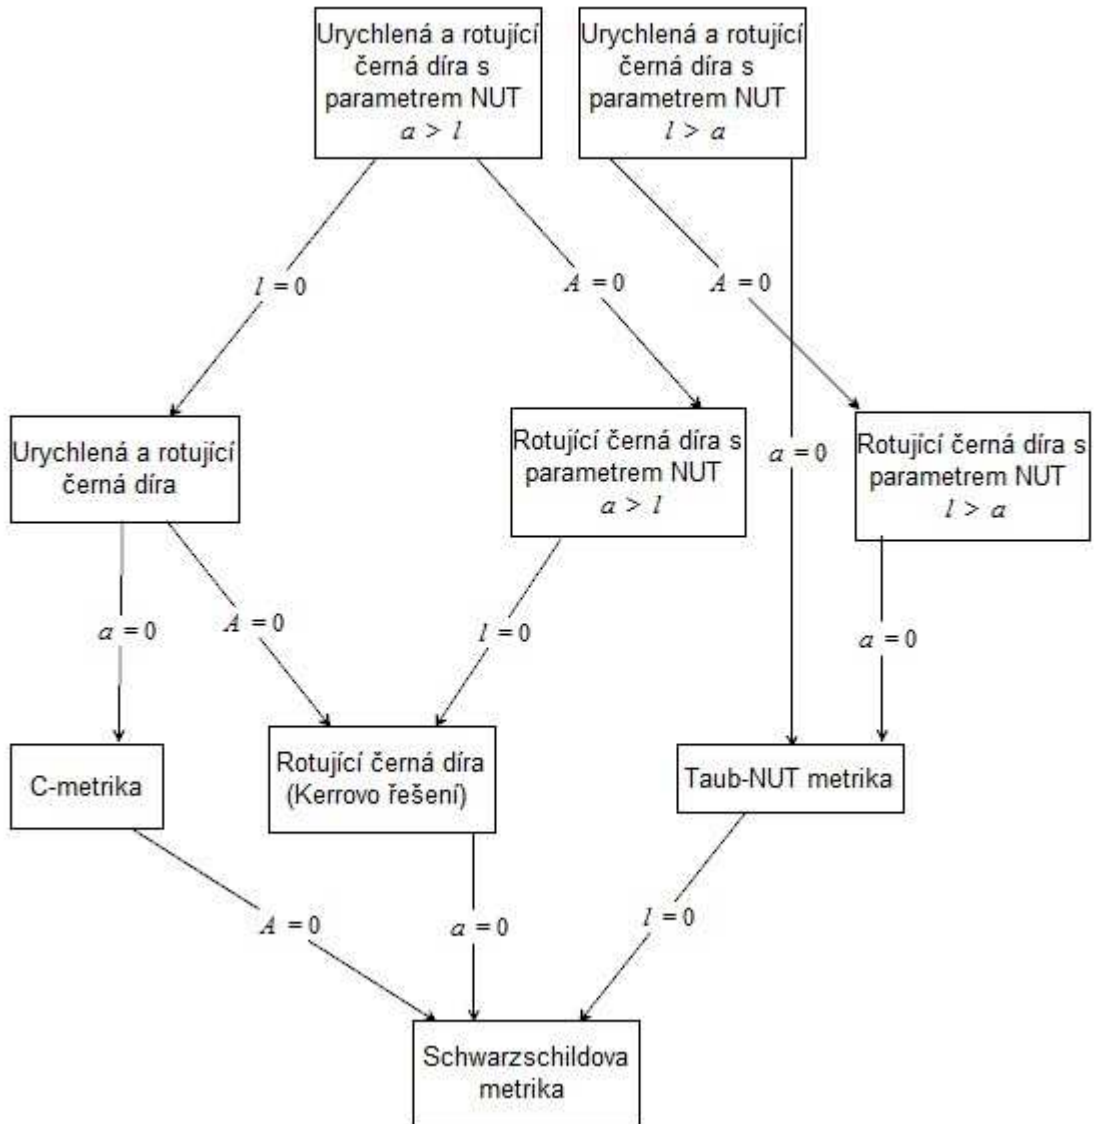 Urychlená a rotující
černá díra s
parametrem NUT
a > l
Urychlená a rotující
černá díra s
parametrem NUT
l > a
l = 0
A = 0
A = 0
Urychlená a rotující
černá díra
Rotující černá díra s
parametrem NUT
a > l
a = 0
Rotující černá díra s
parametrem NUT
l > a
a = 0
A = 0
l = 0
a = 0
C-metrika
Rotující černá díra
(Kerrovo řešení)
Taub-NUT metrika
A = 0
a = 0
l = 0
Schwarzschildova
metrika